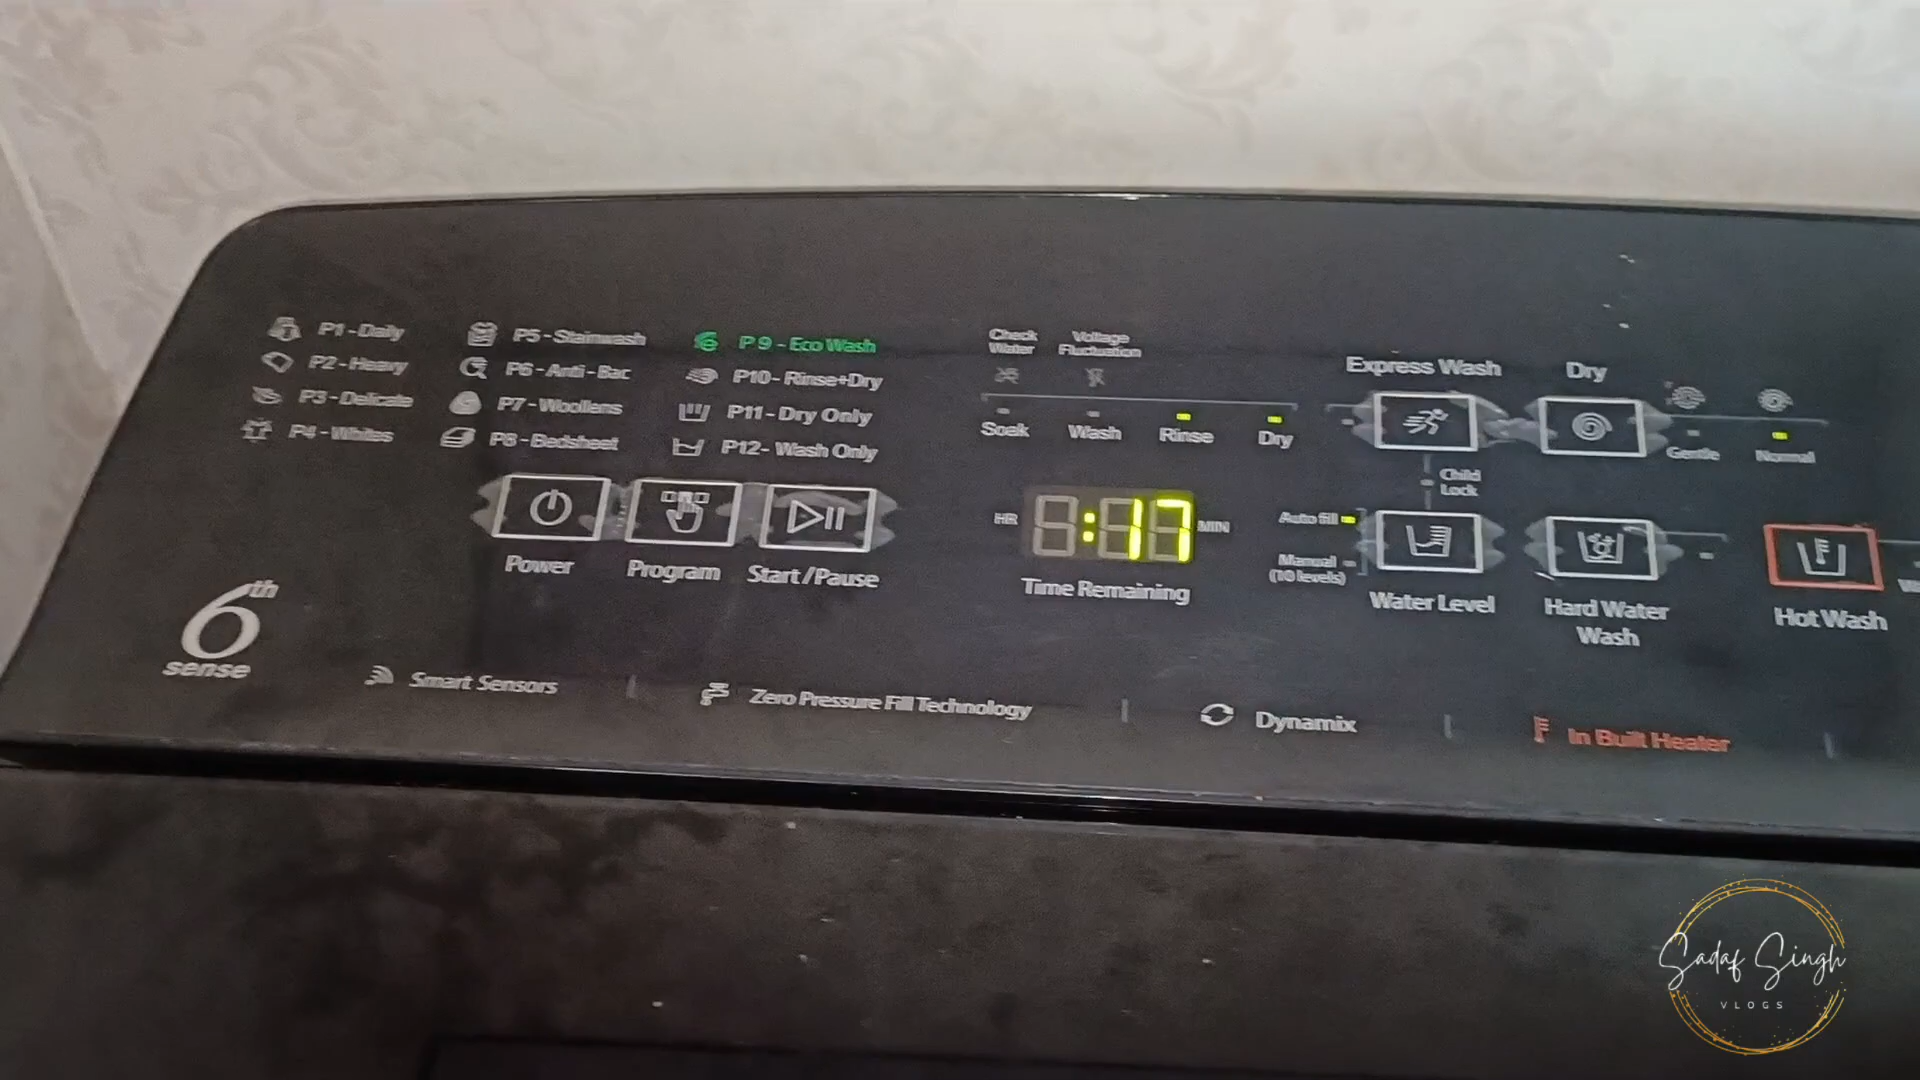 P1 - Daily
P2 - Heavy
P3 - Delicate
P4 - Whites
P5 - Stainwash
P6 - Anti - Bac
P7 - Woollens
P8 - Bedsheet
P 9 - Eco Wash
P10 - Rinse+Dry
P11 - Dry Only
P12 - Wash Only
Check
Water
Voltage
Fluctuation
Soak
Wash
Rinse
Dry
Express Wash
Dry
Gentle
Normal
Child
Lock
HR
:17
MIN
Time Remaining
Auto fill
Manual
(10 levels)
Power
Program
Start/Pause
Water Level
Hard Water
Wash
Hot Wash
6th
sense
Smart Sensors
Zero Pressure Fill Technology
Dynamix
In Built Heater
Sadaf Singh
VLOGS